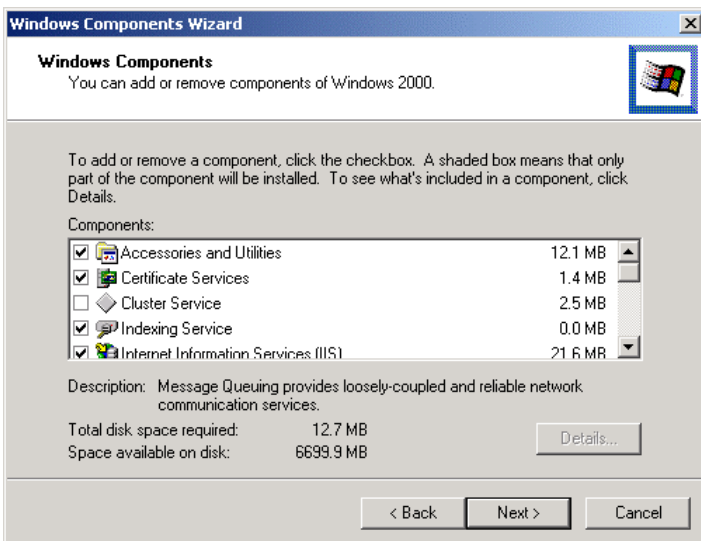 Windows Components Wizard
Windows Components
You can add or remove components of Windows 2000.
To add or remove a component, click the checkbox. A shaded box means that only
part of the component will be installed. To see what's included in a component, click
Details.
Components:
Accessories and Utilities 12.1 MB
Certificate Services 1.4 MB
Cluster Service 2.5 MB
Indexing Service 0.0 MB
Internet Information Services (IIS) 21.6 MB
Description: Message Queuing provides loosely-coupled and reliable network
communication services.
Total disk space required: 12.7 MB
Space available on disk: 6699.9 MB
Details...
< Back Next > Cancel